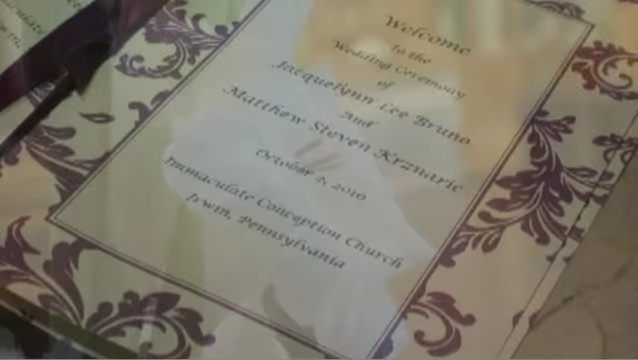 Welcome
to the
Wedding Ceremony
of
Jacquelynn Lee Bruno
And
Matthew Steven Krznaric
October 2, 2010
Immaculate Conception Church
Irwin, Pennsylvania